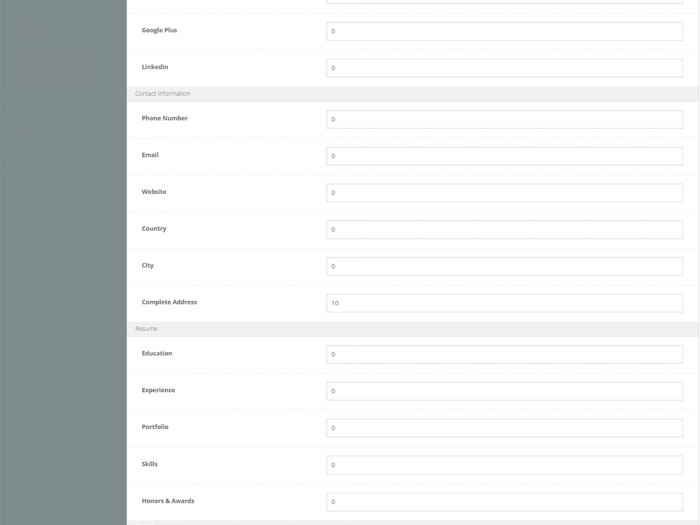 Google Plus 0
Linkedin 0
Contact Information
Phone Number 0
Email 0
Website 0
Country 0
City 0
Complete Address 10
Resume
Education 0
Experience 0
Portfolio 0
Skills 0
Honors & Awards 0